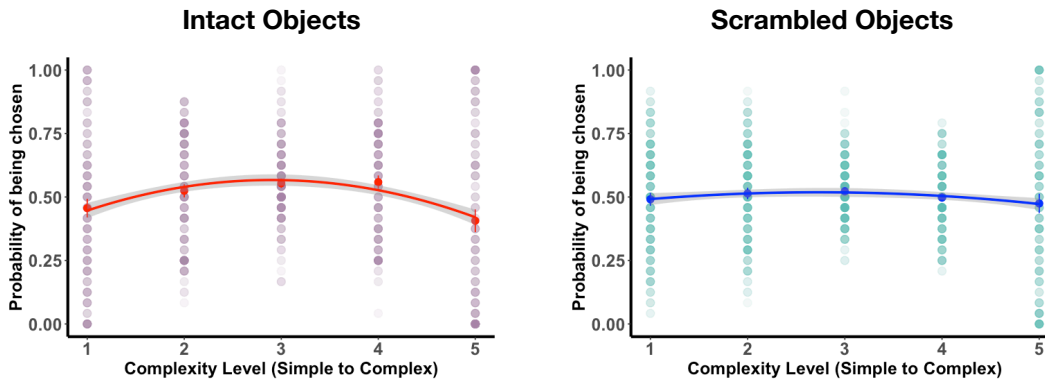 Intact Objects
Probability of being chosen
1.00
0.75
0.50
0.25
0.00
1 2 3 4 5
Complexity Level (Simple to Complex)
Scrambled Objects
Probability of being chosen
1.00
0.75
0.50
0.25
0.00
1 2 3 4 5
Complexity Level (Simple to Complex)